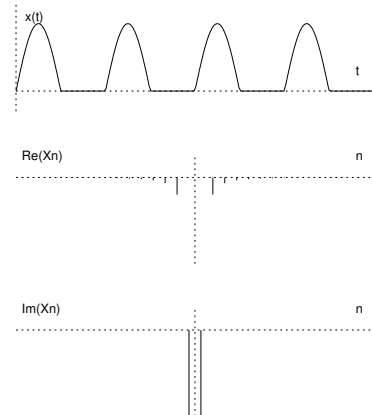 x(t)
t
Re(Xn)
n
Im(Xn)
n